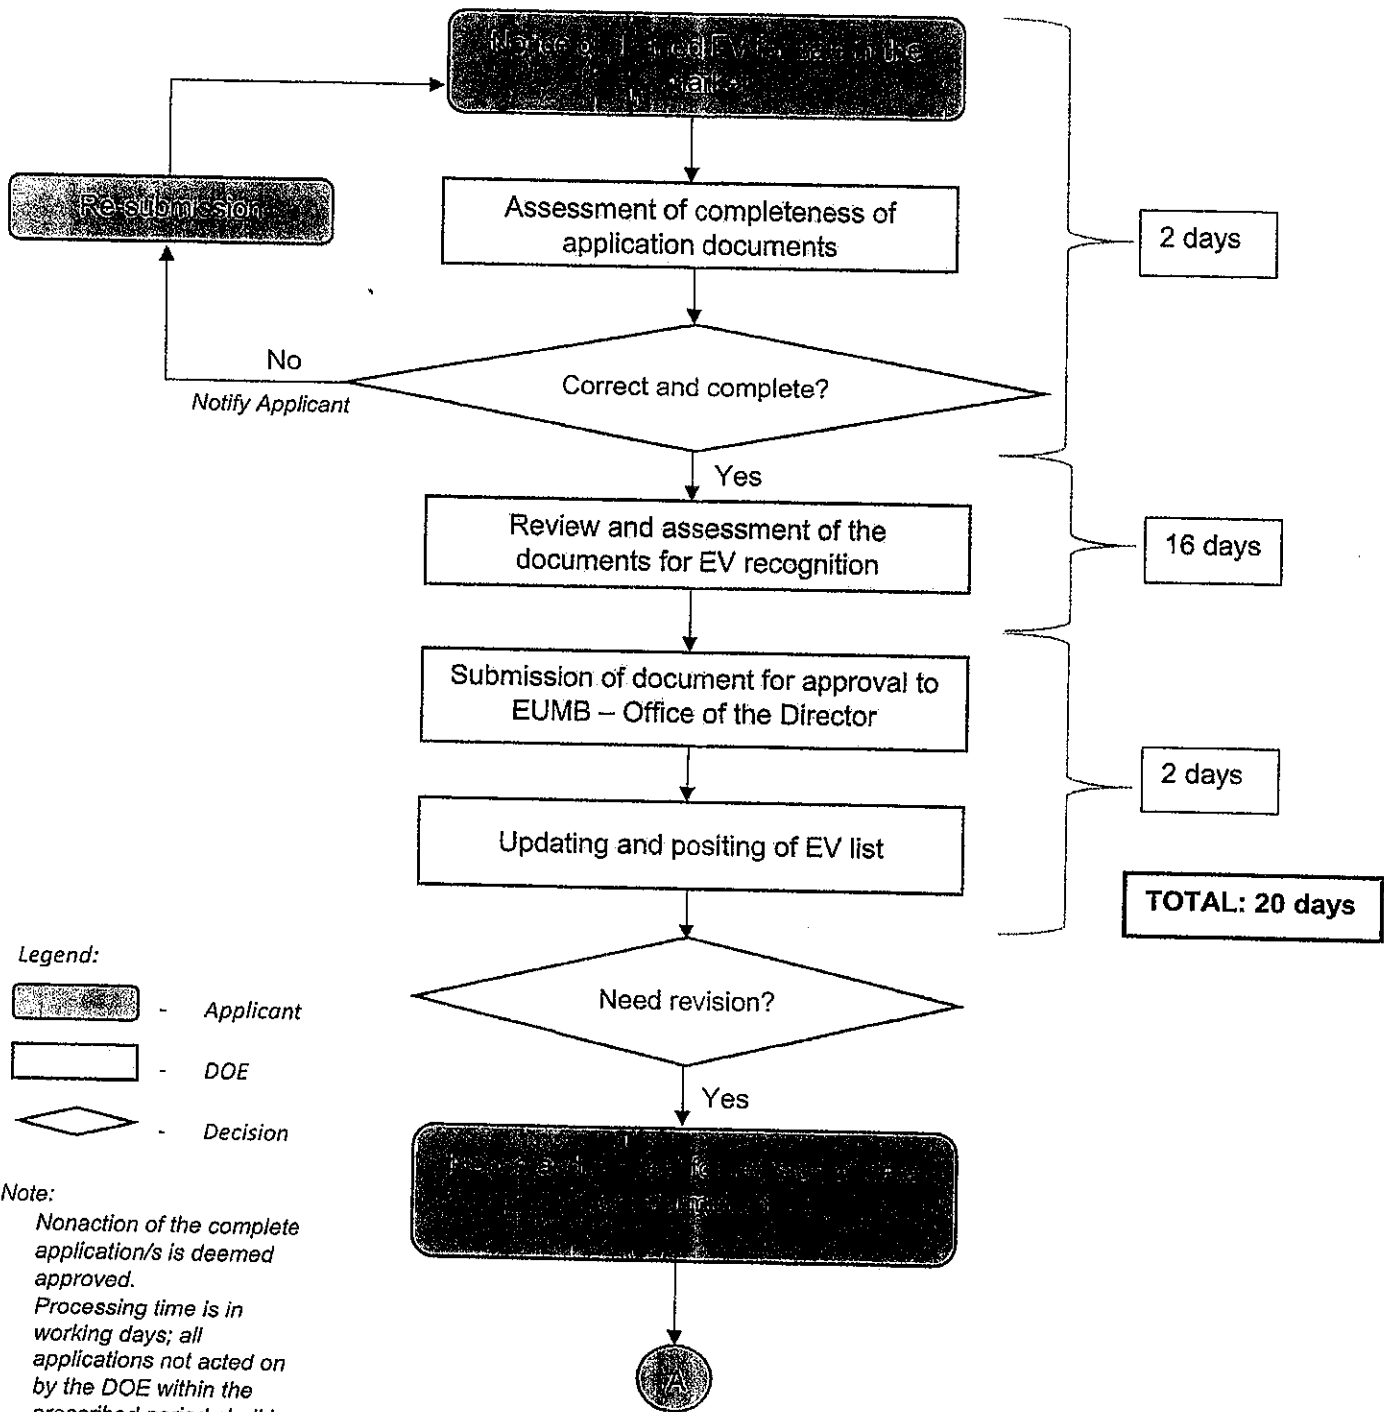 EV in the
Re-submission
Assessment of completeness of
application documents
2 days
No
Correct and complete?
Notify Applicant
Yes
Review and assessment of the
documents for EV recognition
16 days
Submission of document for approval to
EUMB – Office of the Director
2 days
Updating and positing of EV list
TOTAL: 20 days
Legend:
- Applicant
- DOE
- Decision
Need revision?
Yes
Note:
Nonaction of the complete
application/s is deemed
approved.
Processing time is in
working days; all
applications not acted on
by the DOE within the
A